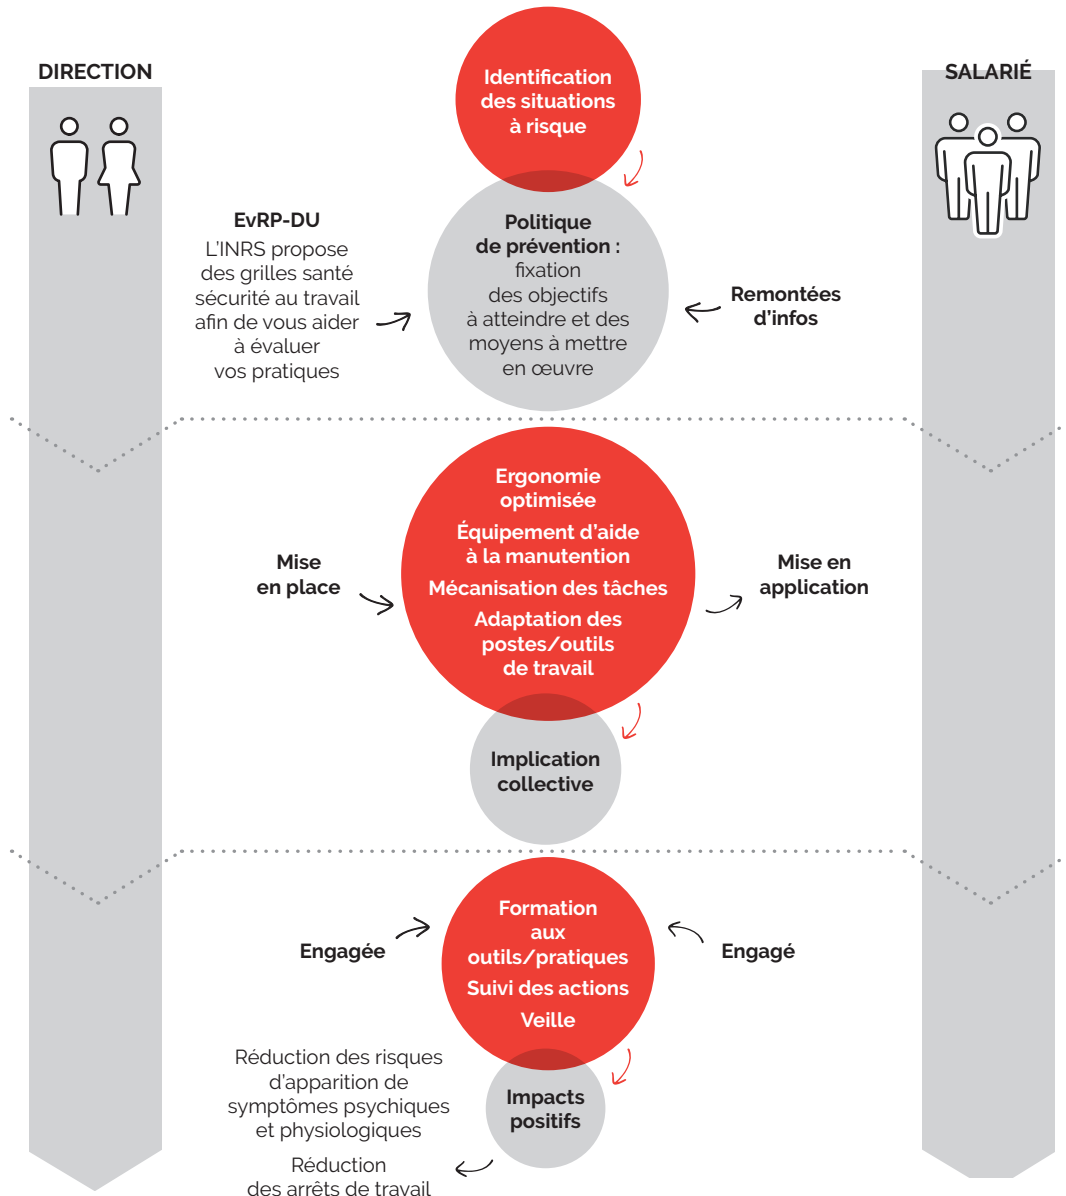 DIRECTION
SALARIÉ
Identification
des situations
à risque
EvRP-DU
L’INRS propose
des grilles santé
sécurité au travail
afin de vous aider
à évaluer
vos pratiques
Politique
de prévention :
fixation
des objectifs
à atteindre et des
moyens à mettre
en œuvre
Remontées
d’infos
Mise
en place
Ergonomie
optimisée
Équipement d’aide
à la manutention
Mécanisation des tâches
Adaptation des
postes/outils
de travail
Mise en
application
Implication
collective
Engagée
Formation
aux
outils/pratiques
Suivi des actions
Veille
Engagé
Réduction des risques
d’apparition de
symptômes psychiques
et physiologiques
Réduction
des arrêts de travail
Impacts
positifs